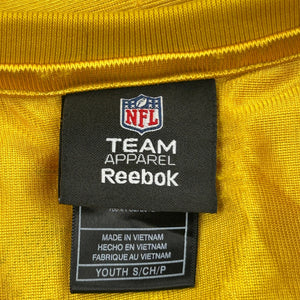 NFL
TEAM
APPAREL
Reebok
MADE IN VIETNAM
HECHO EN VIETNAM
FABRIQUE AU VIETNAM
YOUTH S/CH/P